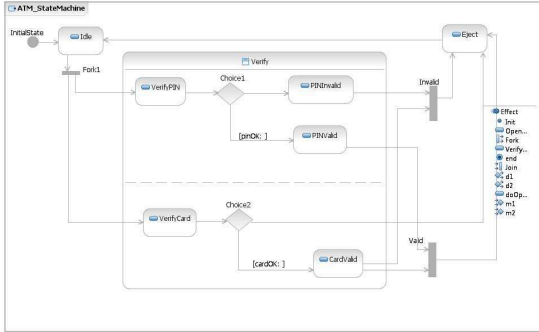 ATM_StateMachine
InitialState
Idle
Eject
Fork1
Verify
VerifyPIN
Choice1
PINInvalid
Invalid
[pinOK: ]
PINValid
VerifyCard
Choice2
[cardOK: ]
CardValid
Valid
Effect
Init
Open...
Fork
Verify...
end
Join
d1
d2
doOp...
m1
m2